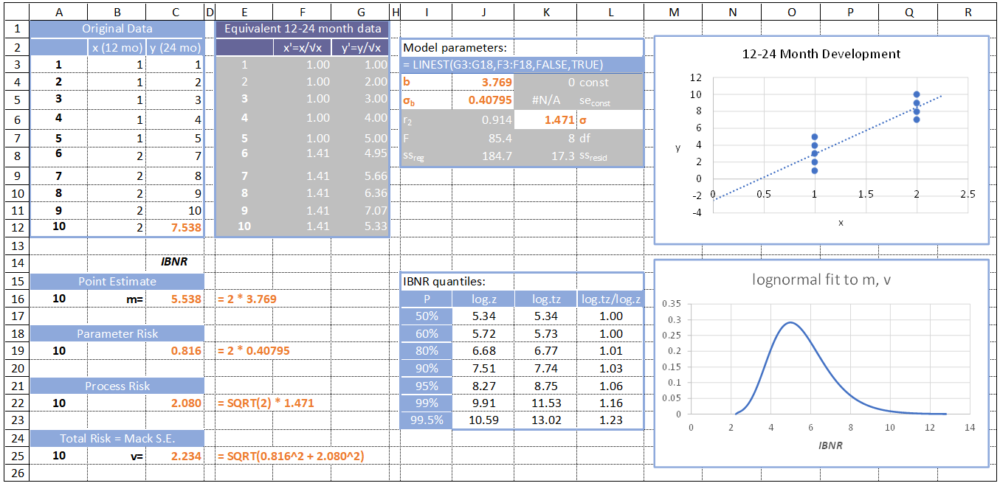 A B C D E F G H I J K L M N O P Q R
1 Original Data Equivalent 12-24 month data
2 x (12 mo) y (24 mo) x'=x/√x y'=y/√x Model parameters:
3 1 1 1 1 1.00 1.00 = LINEST(G3:G18,F3:F18,FALSE,TRUE)
4 2 1 2 2 1.00 2.00 b 3.769 0 const
5 3 1 3 3 1.00 3.00 σb 0.40795 #N/A seconst
6 4 1 4 4 1.00 4.00 r2 0.914 1.471 σ
7 5 1 5 5 1.00 5.00 F 85.4 8 df
8 6 2 7 6 1.41 4.95 ssreg 184.7 17.3 ssresid
9 7 2 8 7 1.41 5.66
10 8 2 9 8 1.41 6.36
11 9 2 10 9 1.41 7.07
12 10 2 7.538 10 1.41 5.33
13
14 IBNR
15 Point Estimate IBNR quantiles:
16 10 m= 5.538 = 2 * 3.769 P log.z log.tz log.tz/log.z
17 50% 5.34 5.34 1.00
18 Parameter Risk 60% 5.72 5.73 1.00
19 10 0.816 = 2 * 0.40795 80% 6.68 6.77 1.01
20 90% 7.51 7.74 1.03
21 Process Risk 95% 8.27 8.75 1.06
22 10 2.080 = SQRT(2) * 1.471 99% 9.91 11.53 1.16
23 99.5% 10.59 13.02 1.23
24 Total Risk = Mack S.E.
25 10 v= 2.234 = SQRT(0.816^2 + 2.080^2)
26
12-24 Month Development
12
10
8
6
4
2
0
-2
-4
y
0 0.5 1 1.5 2 2.5
x
lognormal fit to m, v
0.35
0.3
0.25
0.2
0.15
0.1
0.05
0
0 2 4 6 8 10 12 14
IBNR